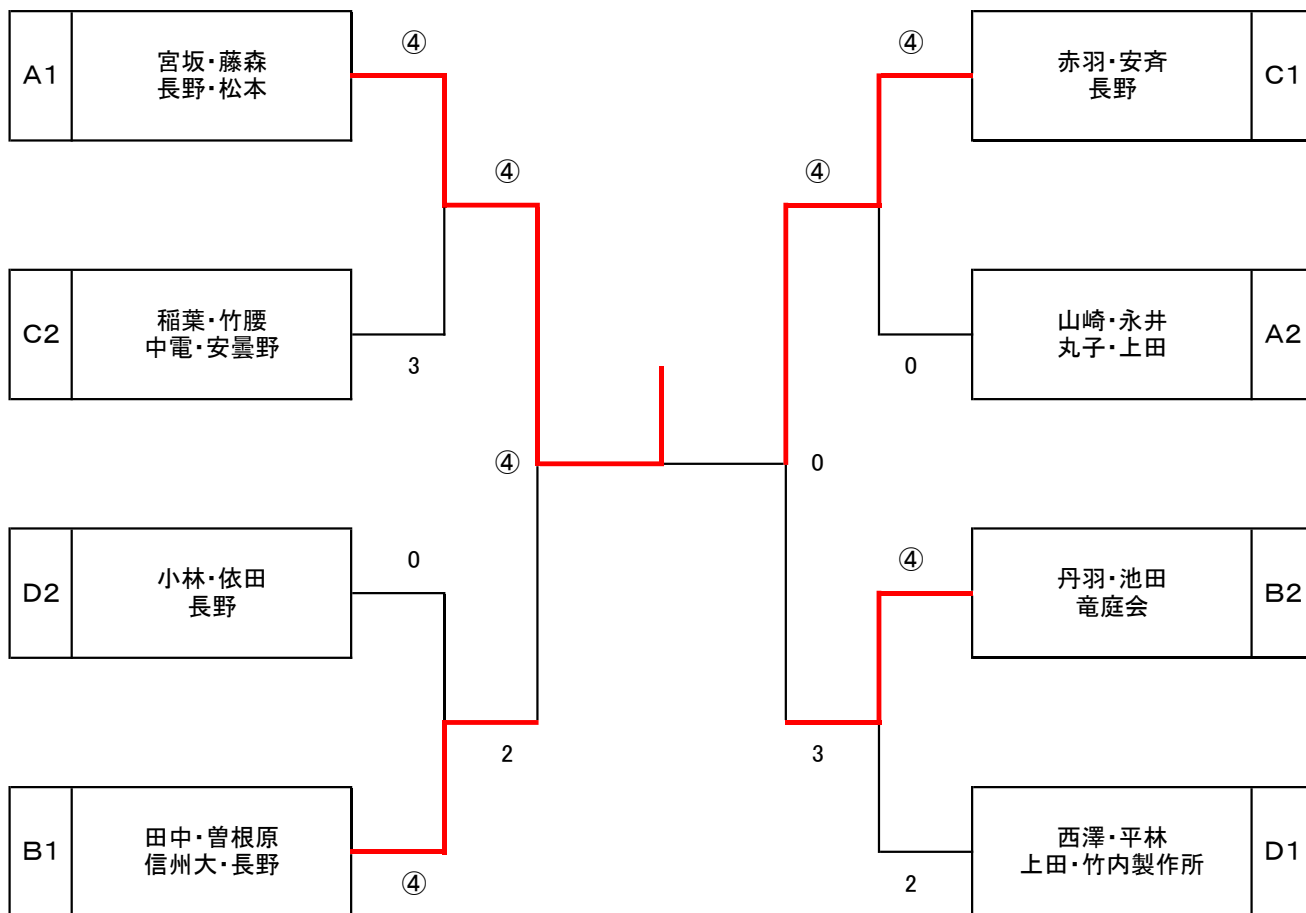 ④
④
A1
宮坂・藤森
長野・松本
赤羽・安斉
長野
C1
④
④
C2
稲葉・竹腰
中電・安曇野
山崎・永井
丸子・上田
A2
3
0
④
0
0
④
D2
小林・依田
長野
丹羽・池田
竜庭会
B2
2
3
B1
田中・曽根原
信州大・長野
西澤・平林
上田・竹内製作所
D1
④
2